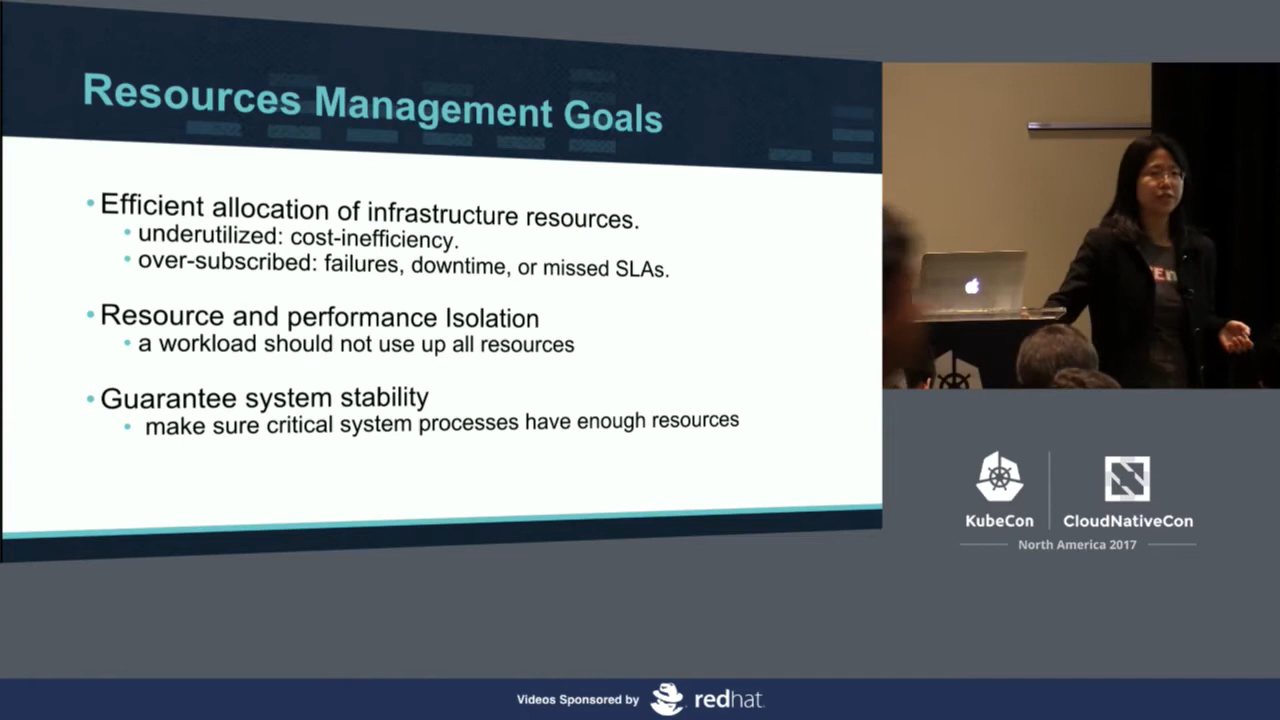 Resources Management Goals
• Efficient allocation of infrastructure resources.
• underutilized: cost-inefficiency.
• over-subscribed: failures, downtime, or missed SLAs.
• Resource and performance Isolation
• a workload should not use up all resources
• Guarantee system stability
• make sure critical system processes have enough resources
KubeCon
CloudNativeCon
North America 2017
Videos Sponsored by
redhat